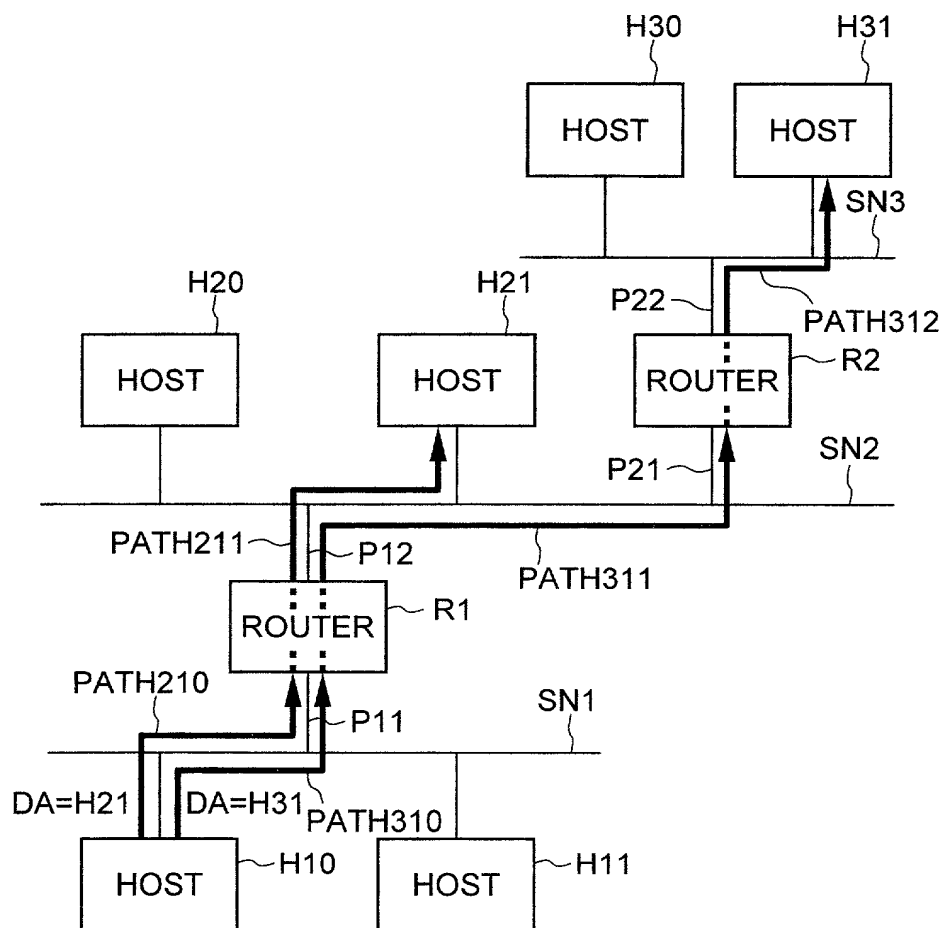 H30
H31
HOST
HOST
SN3
H20
H21
P22
PATH312
HOST
HOST
ROUTER
R2
P21
SN2
PATH211
P12
PATH311
ROUTER
R1
PATH210
P11
SN1
DA=H21
DA=H31
PATH310
HOST
H10
HOST
H11